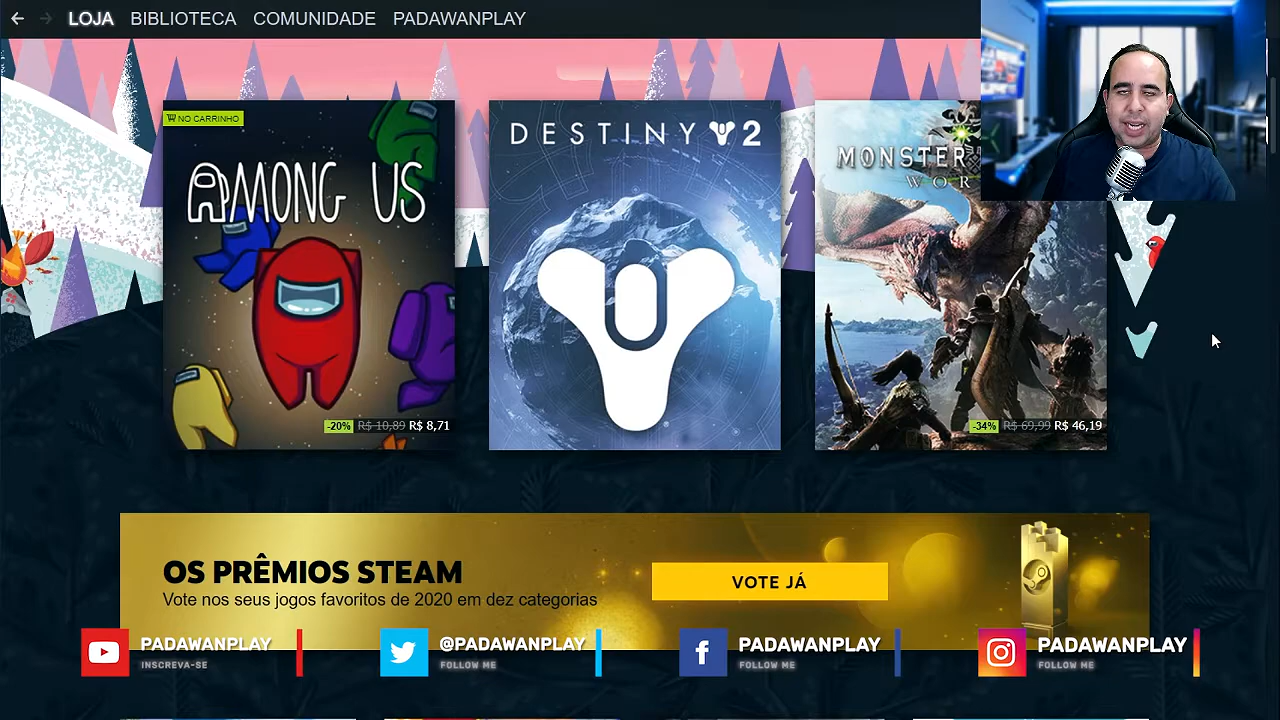 LOJA BIBLIOTECA COMUNIDADE PADAWANPLAY
NO CARRINHO
AMONG US
-20% R$ 10,89 R$ 8,71
DESTINY 2
MONSTER
WOR
-34% R$ 69,99 R$ 46,19
OS PRÊMIOS STEAM
Vote nos seus jogos favoritos de 2020 em dez categorias
VOTE JÁ
PADAWANPLAY
INSCREVA-SE
@PADAWANPLAY
FOLLOW ME
PADAWANPLAY
FOLLOW ME
PADAWANPLAY
FOLLOW ME